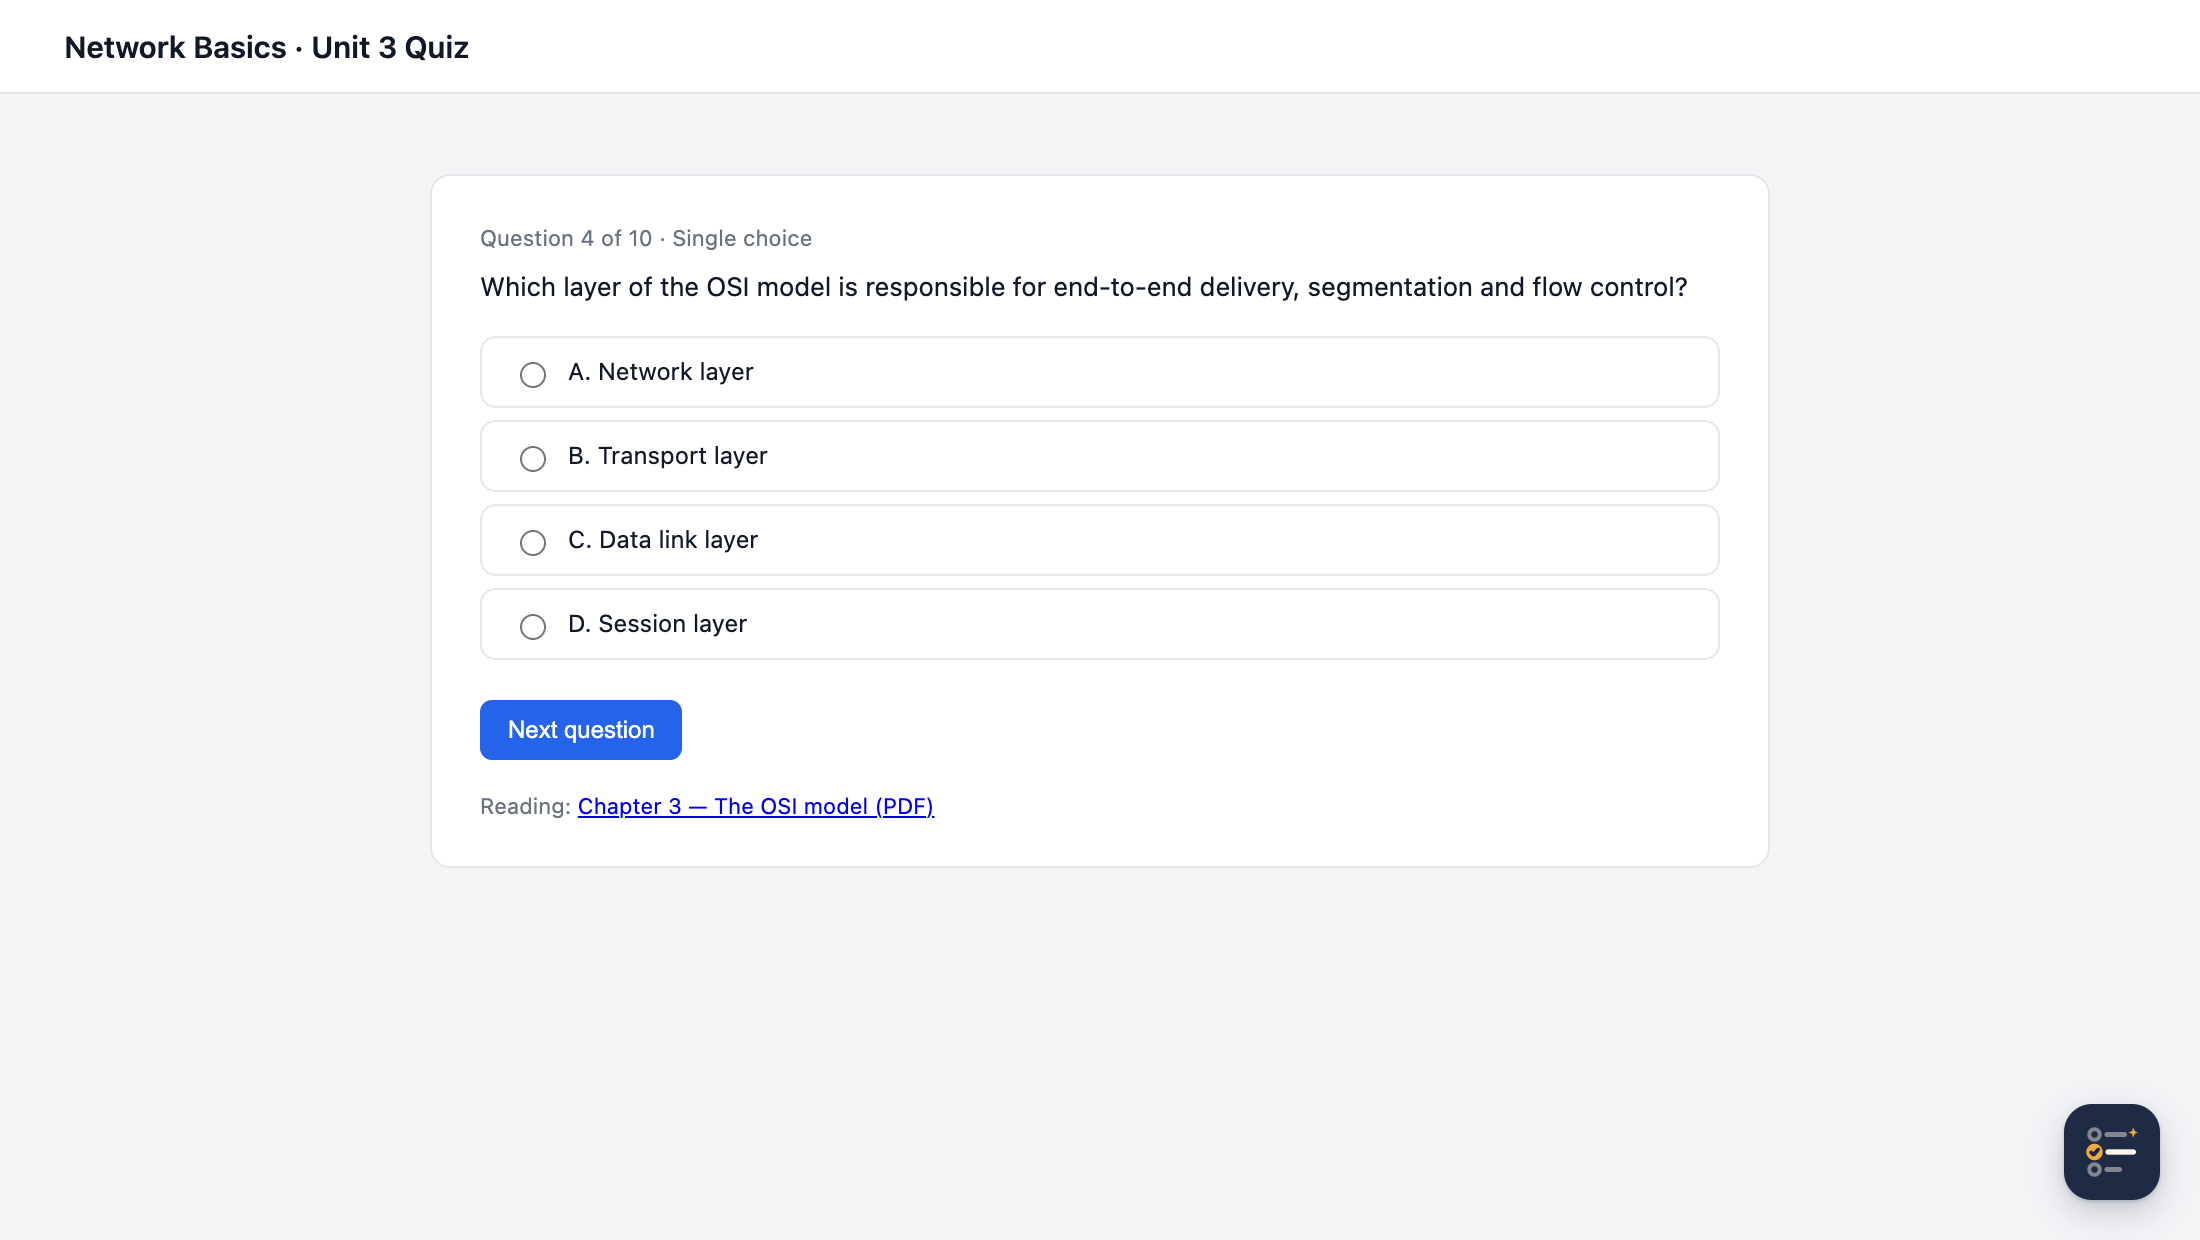 Network Basics · Unit 3 Quiz
Question 4 of 10 · Single choice
Which layer of the OSI model is responsible for end-to-end delivery, segmentation and flow control?
A. Network layer
B. Transport layer
C. Data link layer
D. Session layer
Next question
Reading: Chapter 3 — The OSI model (PDF)